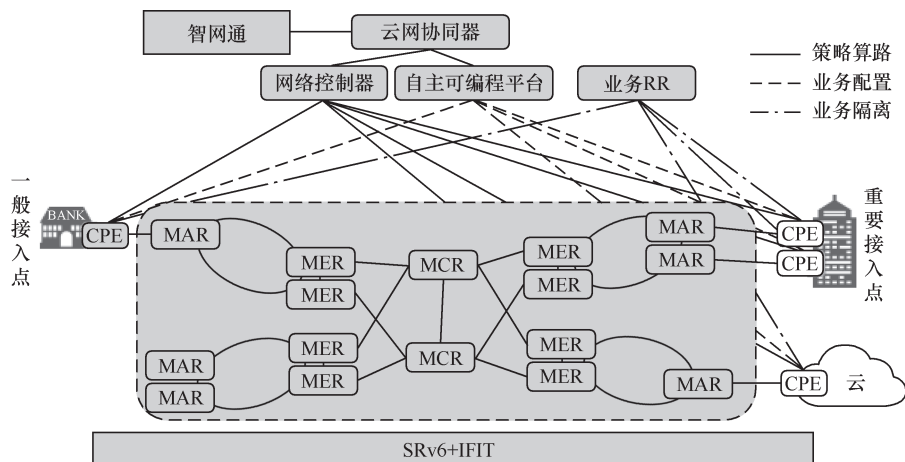 智网通
云网协同器
网络控制器
自主可编程平台
业务RR
策略算路
业务配置
业务隔离
一般接入点
BANK
CPE
MAR
MER
MER
MCR
MER
MER
MAR
MAR
CPE
CPE
重要接入点
MAR
MAR
MER
MER
MCR
MER
MER
MAR
CPE
云
SRv6+IFIT